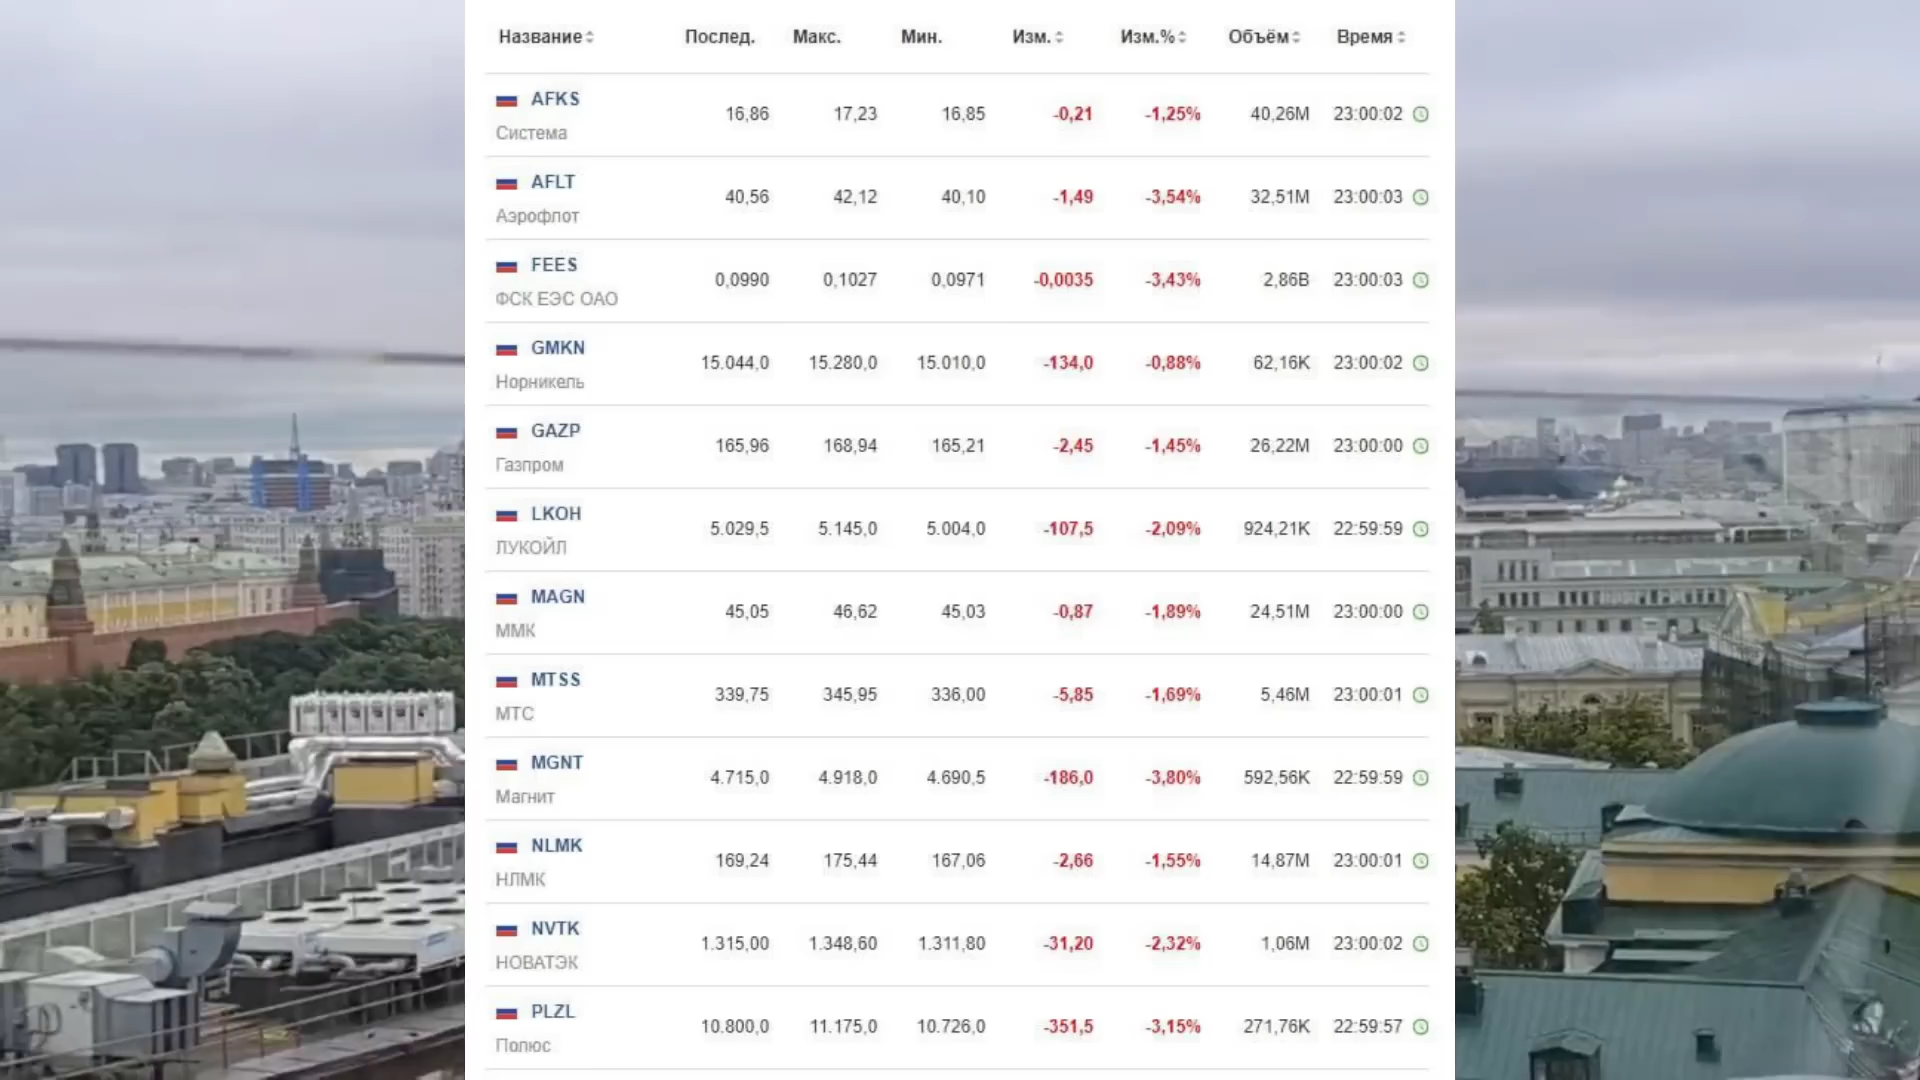 Название Послед. Макс. Мин. Изм. Изм.% Объём Время
AFKS
Система
16,86 17,23 16,85 -0,21 -1,25% 40,26M 23:00:02
AFLT
Аэрофлот
40,56 42,12 40,10 -1,49 -3,54% 32,51M 23:00:03
FEES
ФСК ЕЭС ОАО
0,0990 0,1027 0,0971 -0,0035 -3,43% 2,86B 23:00:03
GMKN
Норникель
15.044,0 15.280,0 15.010,0 -134,0 -0,88% 62,16K 23:00:02
GAZP
Газпром
165,96 168,94 165,21 -2,45 -1,45% 26,22M 23:00:00
LKOH
ЛУКОЙЛ
5.029,5 5.145,0 5.004,0 -107,5 -2,09% 924,21K 22:59:59
MAGN
ММК
45,05 46,62 45,03 -0,87 -1,89% 24,51M 23:00:00
MTSS
МТС
339,75 345,95 336,00 -5,85 -1,69% 5,46M 23:00:01
MGNT
Магнит
4.715,0 4.918,0 4.690,5 -186,0 -3,80% 592,56K 22:59:59
NLMK
НЛМК
169,24 175,44 167,06 -2,66 -1,55% 14,87M 23:00:01
NVTK
НОВАТЭК
1.315,00 1.348,60 1.311,80 -31,20 -2,32% 1,06M 23:00:02
PLZL
Полюс
10.800,0 11.175,0 10.726,0 -351,5 -3,15% 271,76K 22:59:57